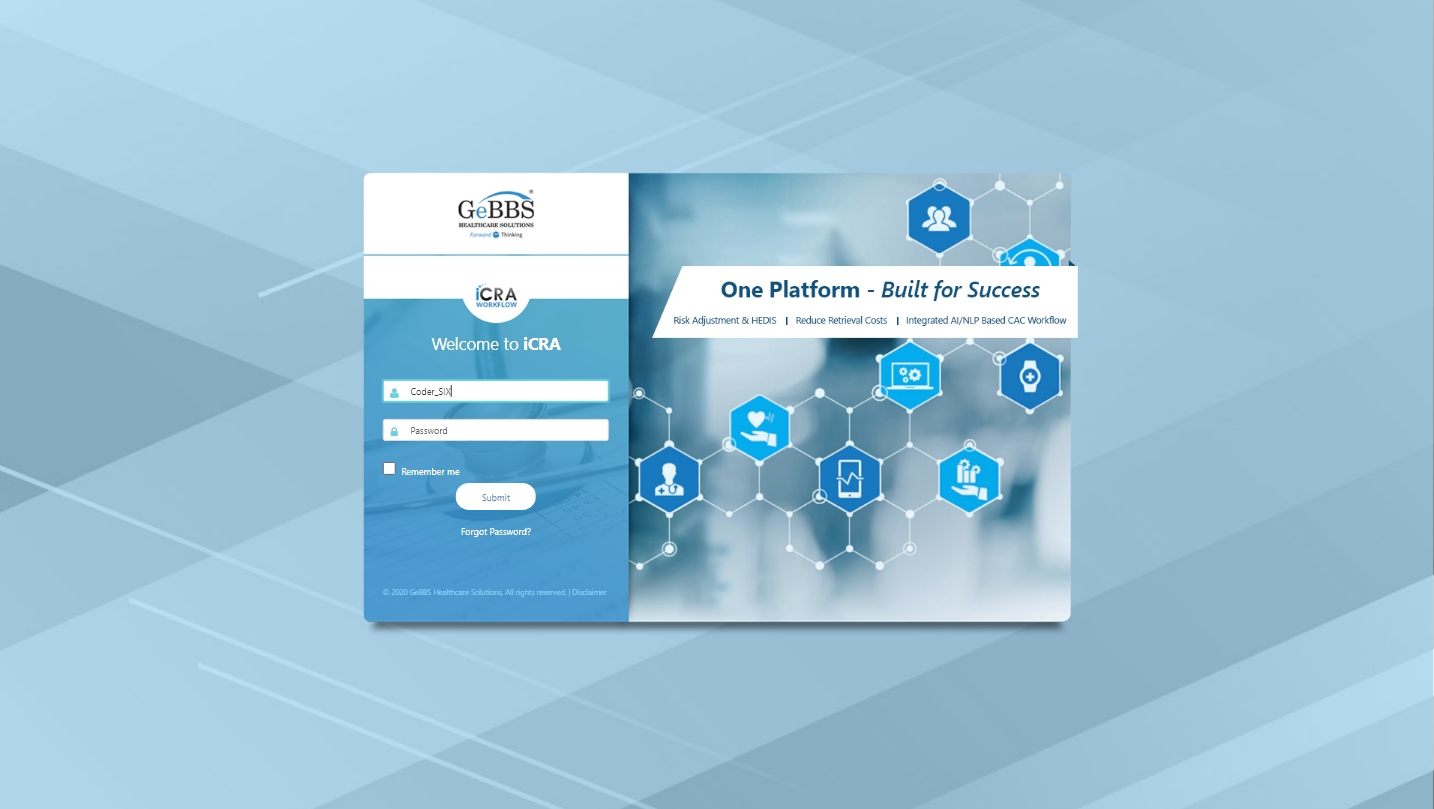 GeBBS®
HEALTHCARE SOLUTIONS
Forward Thinking
iCRA
WORKFLOW
Welcome to iCRA
Coder_SIX
Password
Remember me
Submit
Forgot Password?
© 2020 GeBBS Healthcare Solutions, All rights reserved. | Disclaimer
One Platform - Built for Success
Risk Adjustment & HEDIS | Reduce Retrieval Costs | Integrated AI/NLP Based CAC Workflow